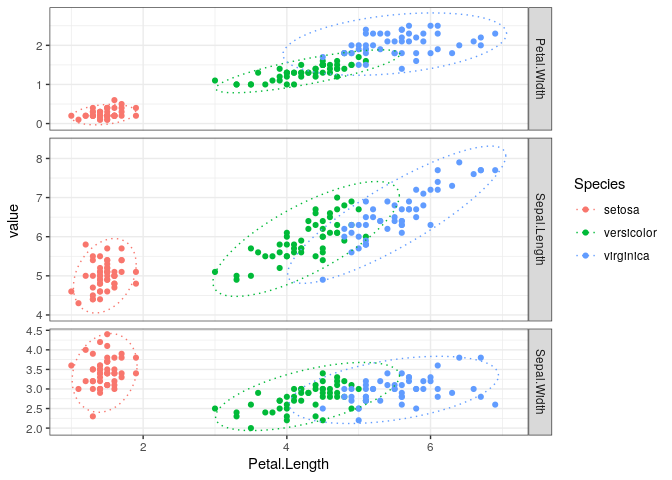 value
2
1
0
Petal.Width
8
7
6
5
4
Sepal.Length
4.5
4.0
3.5
3.0
2.5
2.0
Sepal.Width
2
4
6
Petal.Length
Species
setosa
versicolor
virginica